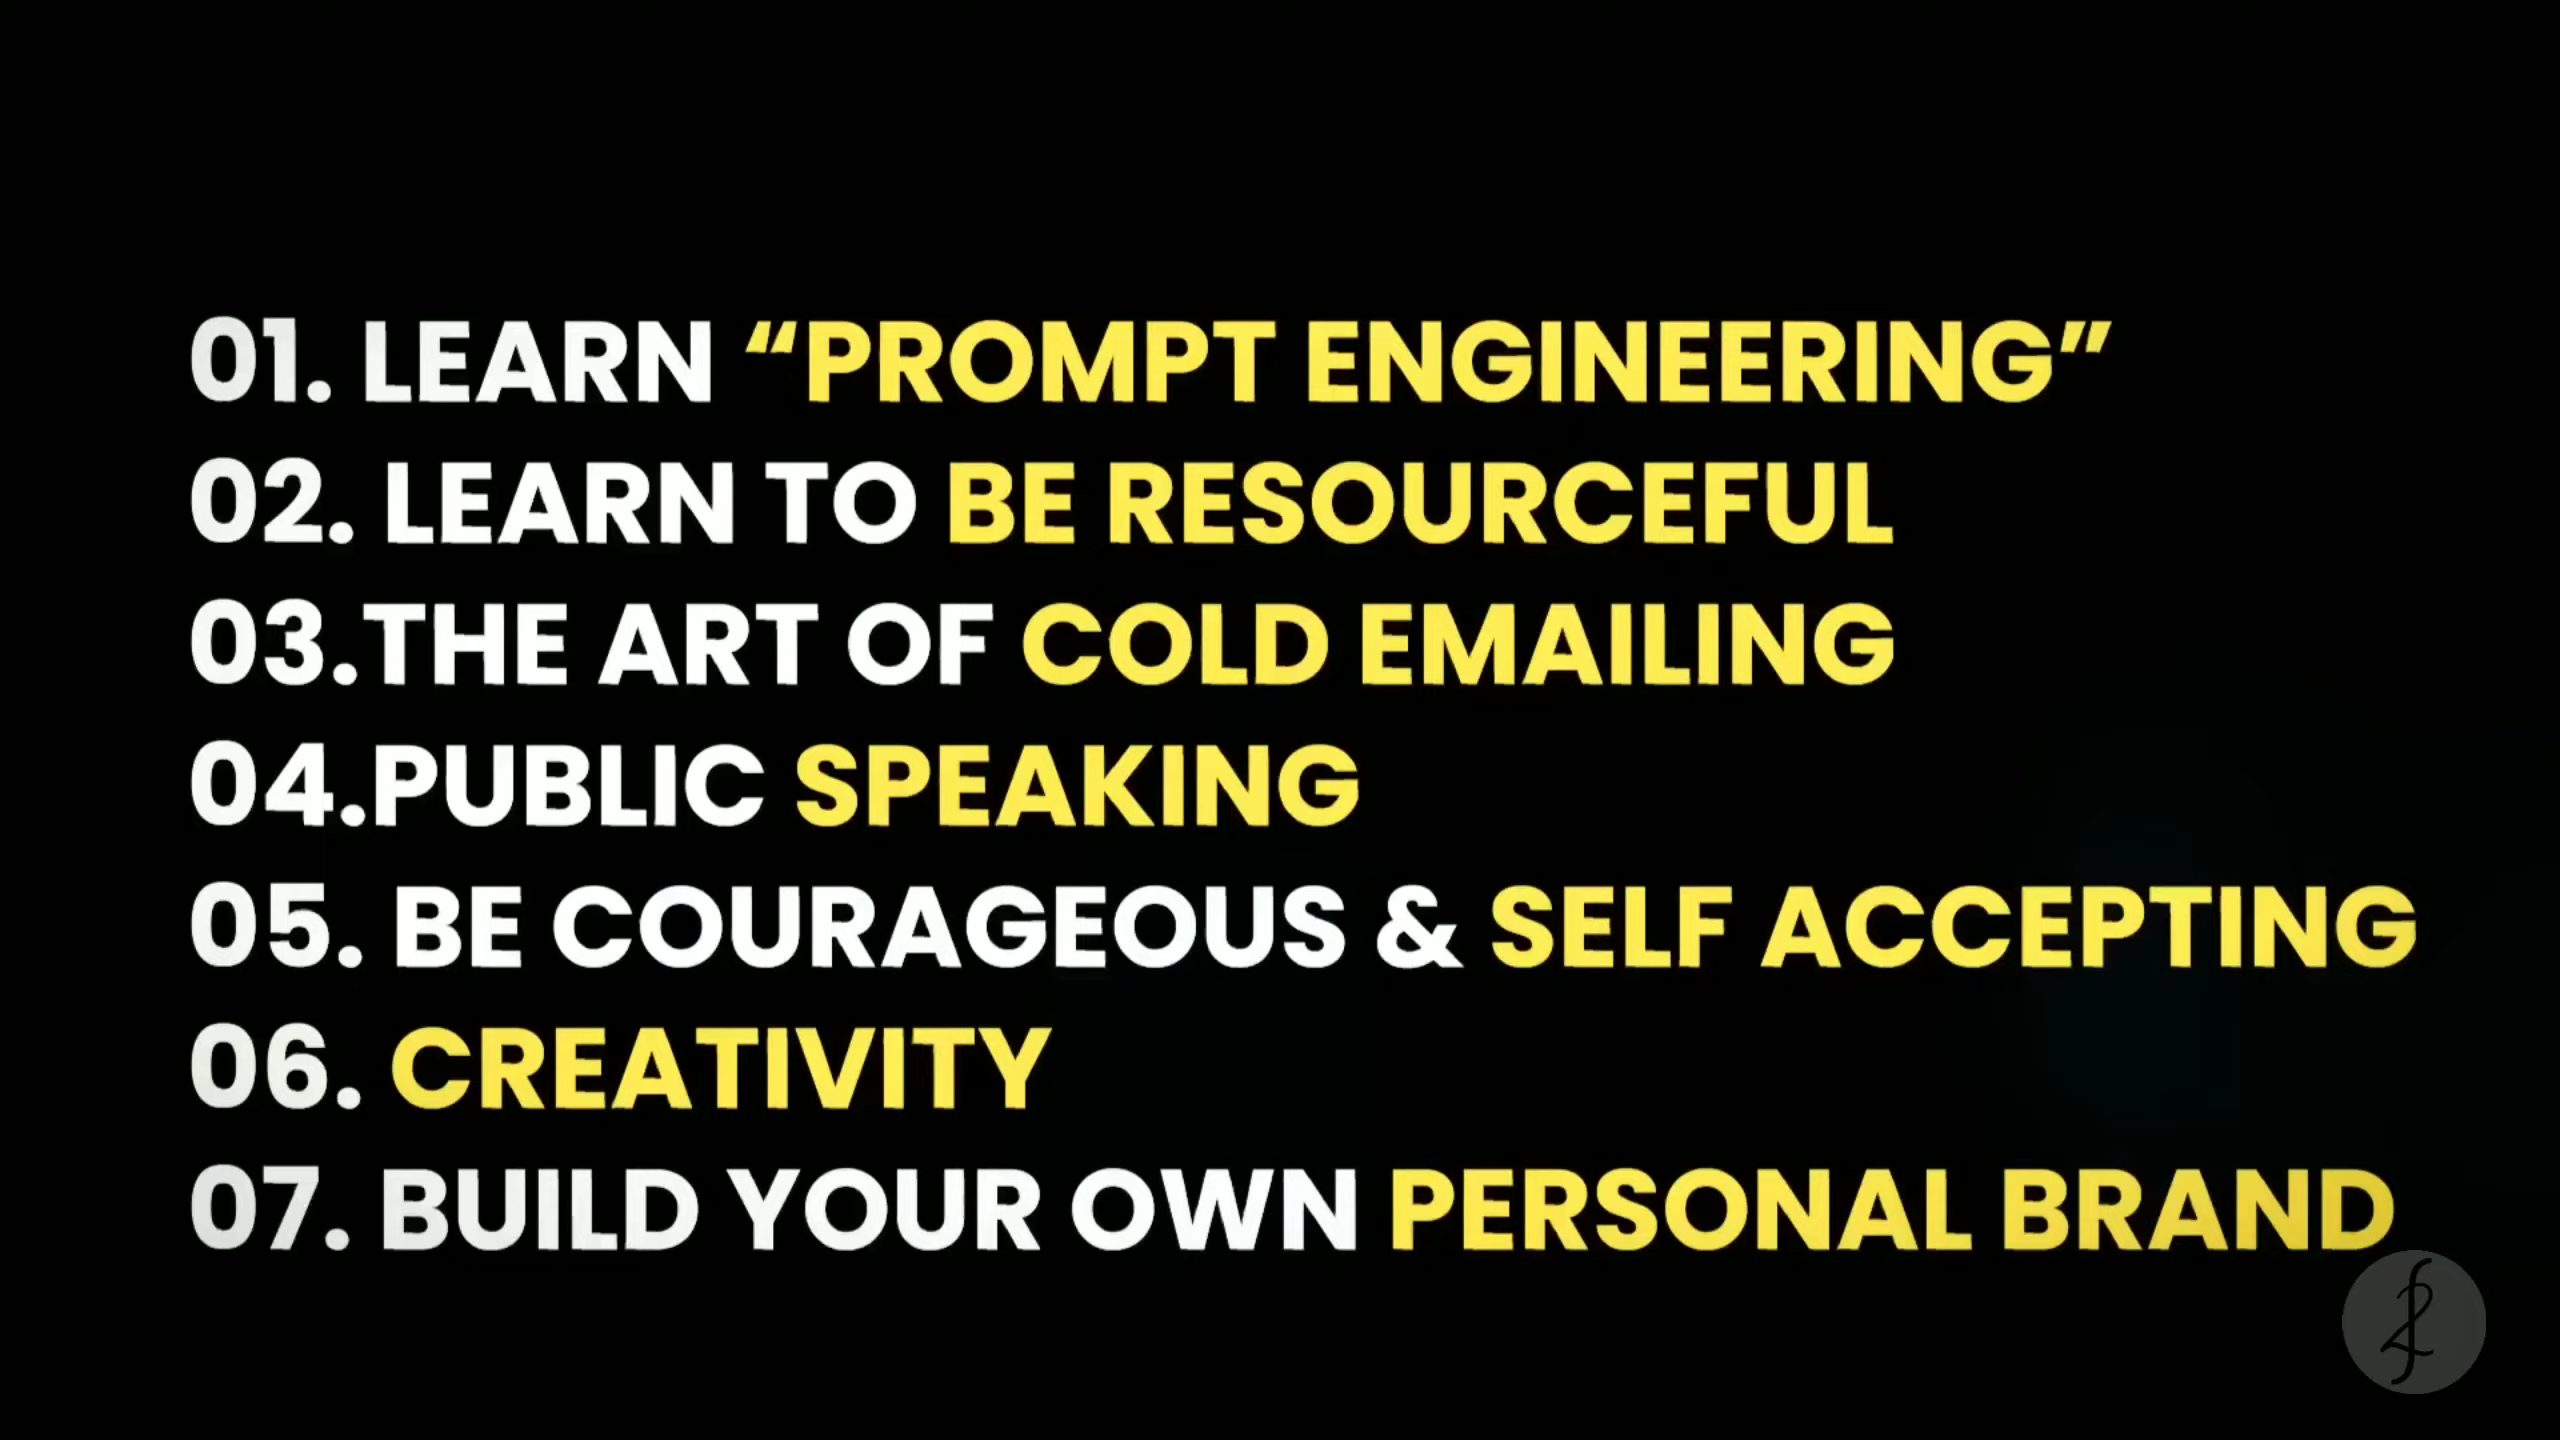 01. LEARN “PROMPT ENGINEERING”
02. LEARN TO BE RESOURCEFUL
03.THE ART OF COLD EMAILING
04.PUBLIC SPEAKING
05. BE COURAGEOUS & SELF ACCEPTING
06. CREATIVITY
07. BUILD YOUR OWN PERSONAL BRAND